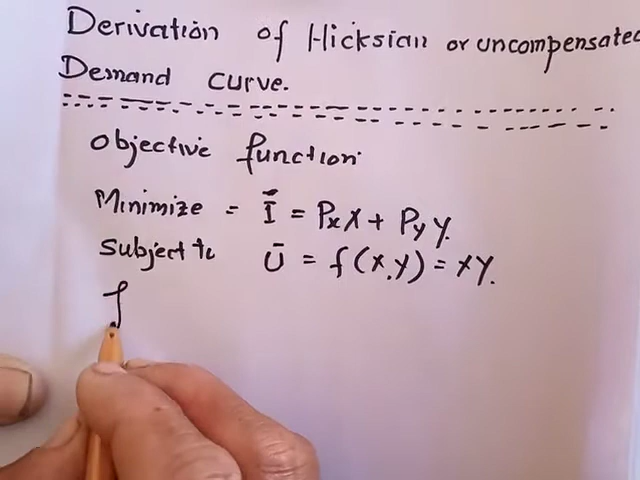 Derivation of Hicksian or uncompensated
Demand curve.
Objective function
Minimize = Ī = PxX + PyY.
Subject to Ū = f(X,Y) = XY.